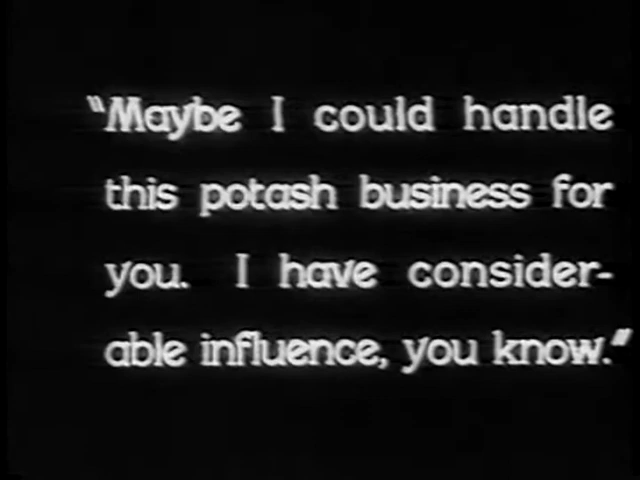 "Maybe I could handle
this potash business for
you. I have consider-
able influence, you know."